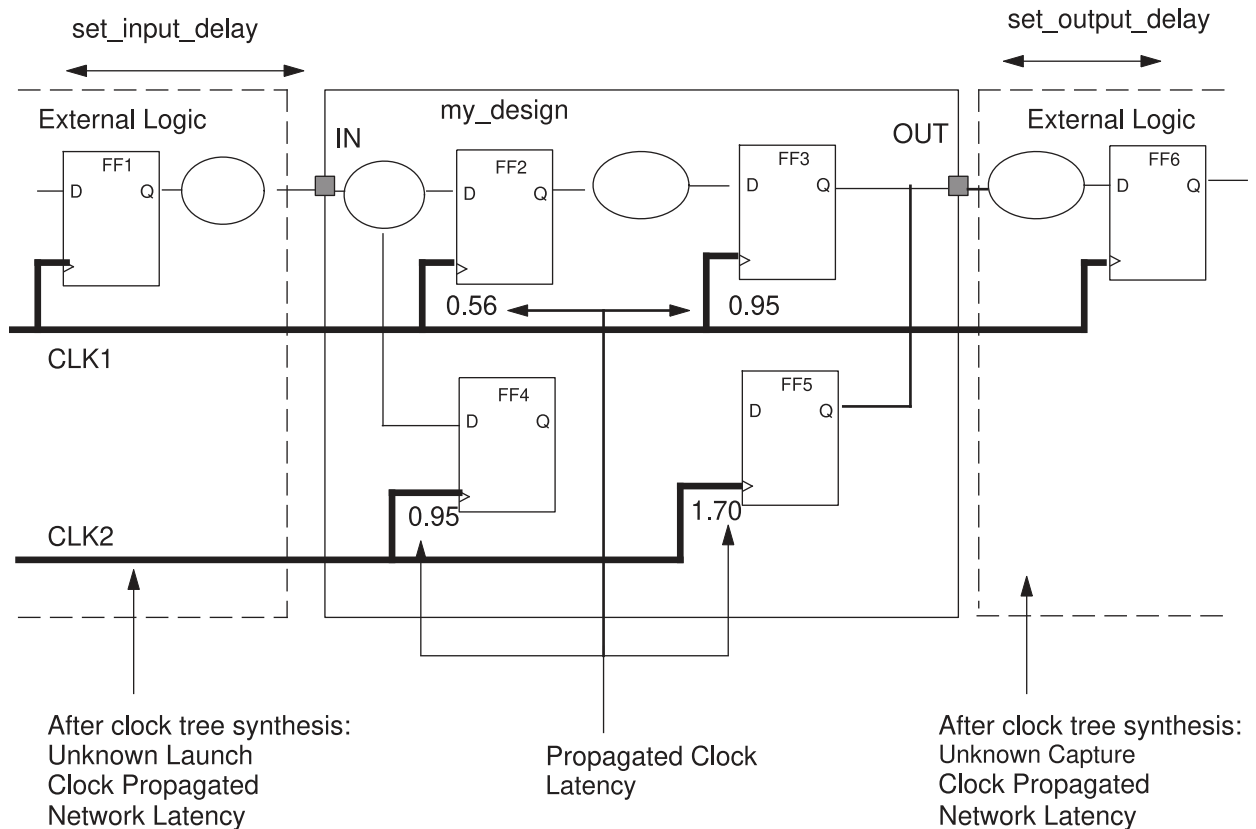 set_input_delay
set_output_delay
External Logic
my_design
External Logic
IN
OUT
FF1
D Q
FF2
D Q
FF3
D Q
FF6
D Q
0.56
0.95
CLK1
FF4
D Q
FF5
D Q
0.95
1.70
CLK2
After clock tree synthesis:
Unknown Launch
Clock Propagated
Network Latency
Propagated Clock
Latency
After clock tree synthesis:
Unknown Capture
Clock Propagated
Network Latency